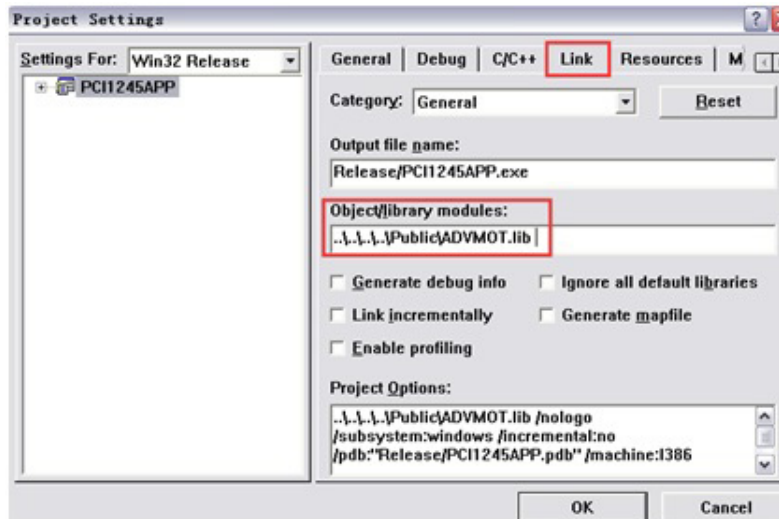 Project Settings
Settings For: Win32 Release
PCI1245APP
General Debug C/C++ Link Resources M
Category: General Reset
Output file name:
Release/PCI1245APP.exe
Object/library modules:
..\..\..\..\Public\ADVMOT.lib
Generate debug info Ignore all default libraries
Link incrementally Generate mapfile
Enable profiling
Project Options:
..\..\..\..\Public\ADVMOT.lib /nologo
/subsystem:windows /incremental:no
/pdb:"Release/PCI1245APP.pdb" /machine:I386
OK Cancel